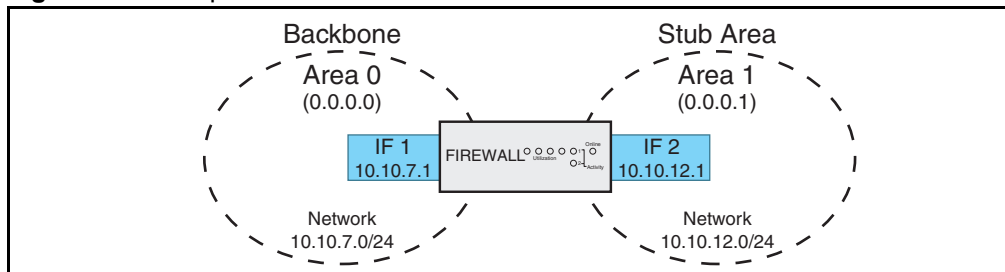 Backbone
Stub Area
Area 0
(0.0.0.0)
Area 1
(0.0.0.1)
IF 1
10.10.7.1
FIREWALL
Utilization
1
2
Online
Activity
IF 2
10.10.12.1
Network
10.10.7.0/24
Network
10.10.12.0/24